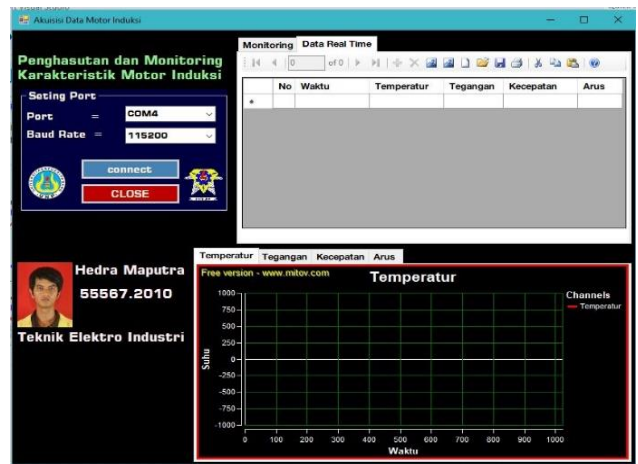 Akuisisi Data Motor Induksi
Penghasutan dan Monitoring
Karakteristik Motor Induksi
Seting Port
Port = COM4
Baud Rate = 115200
connect
CLOSE
Monitoring Data Real Time
0 of 0
No Waktu Temperatur Tegangan Kecepatan Arus
Hedra Maputra
55567.2010
Teknik Elektro Industri
Temperatur Tegangan Kecepatan Arus
Free version - www.mitov.com
Temperatur
Channels
Temperatur
Suhu
1000
750
500
250
0
-250
-500
-750
-1000
0 100 200 300 400 500 600 700 800 900 1000
Waktu